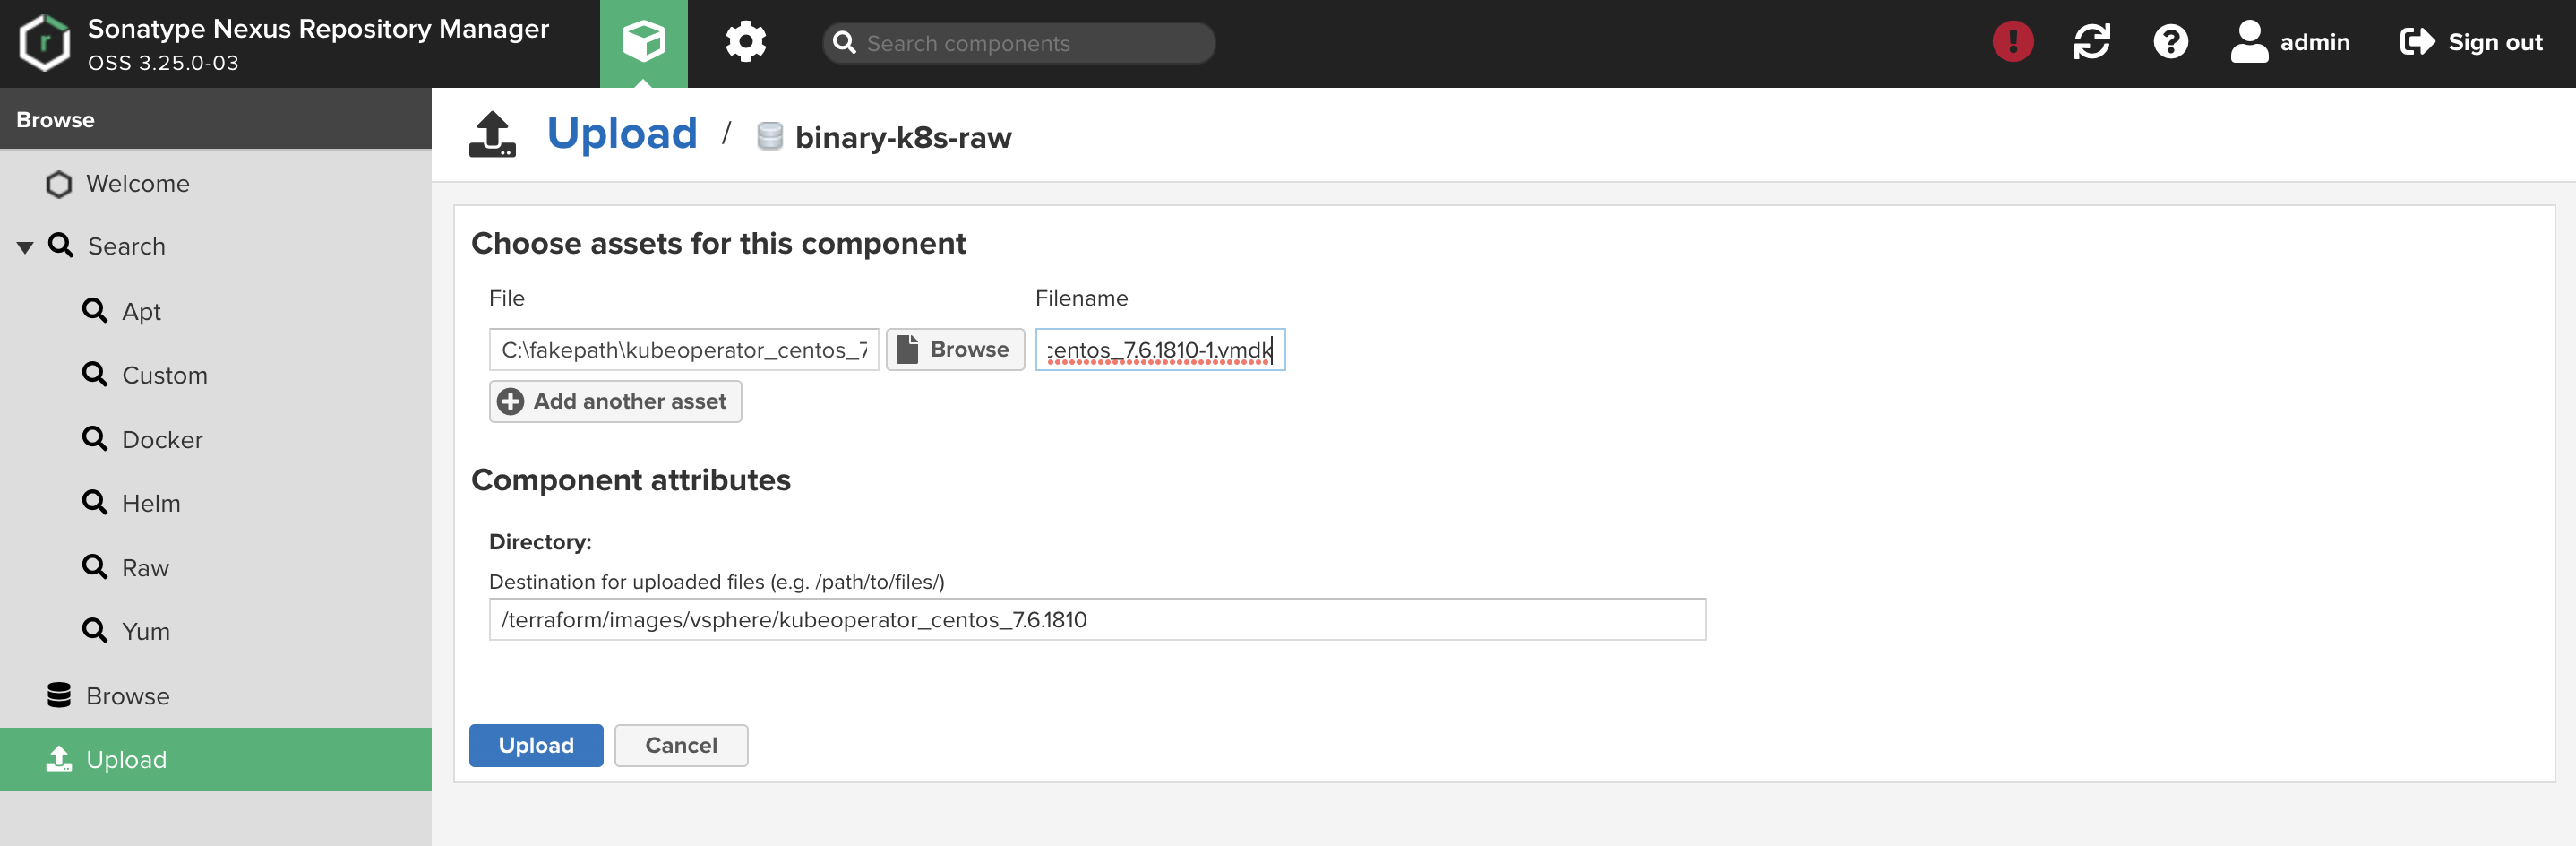 Sonatype Nexus Repository Manager
OSS 3.25.0-03
Search components
admin
Sign out
Browse
Welcome
Search
Apt
Custom
Docker
Helm
Raw
Yum
Browse
Upload
Upload / binary-k8s-raw
Choose assets for this component
File
Filename
C:\fakepath\kubeoperator_centos_7
Browse
centos_7.6.1810-1.vmdk
Add another asset
Component attributes
Directory:
Destination for uploaded files (e.g. /path/to/files/)
/terraform/images/vsphere/kubeoperator_centos_7.6.1810
Upload
Cancel